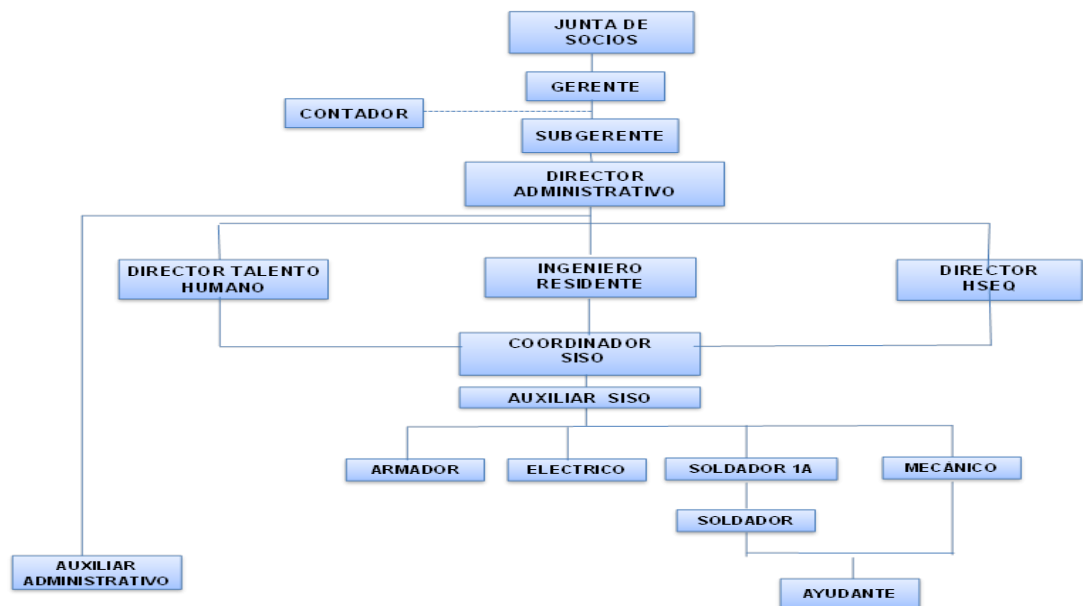 JUNTA DE
SOCIOS
GERENTE
CONTADOR
SUBGERENTE
DIRECTOR
ADMINISTRATIVO
DIRECTOR TALENTO
HUMANO
INGENIERO
RESIDENTE
DIRECTOR
HSEQ
COORDINADOR
SISO
AUXILIAR SISO
ARMADOR
ELECTRICO
SOLDADOR 1A
MECÁNICO
SOLDADOR
AUXILIAR
ADMINISTRATIVO
AYUDANTE